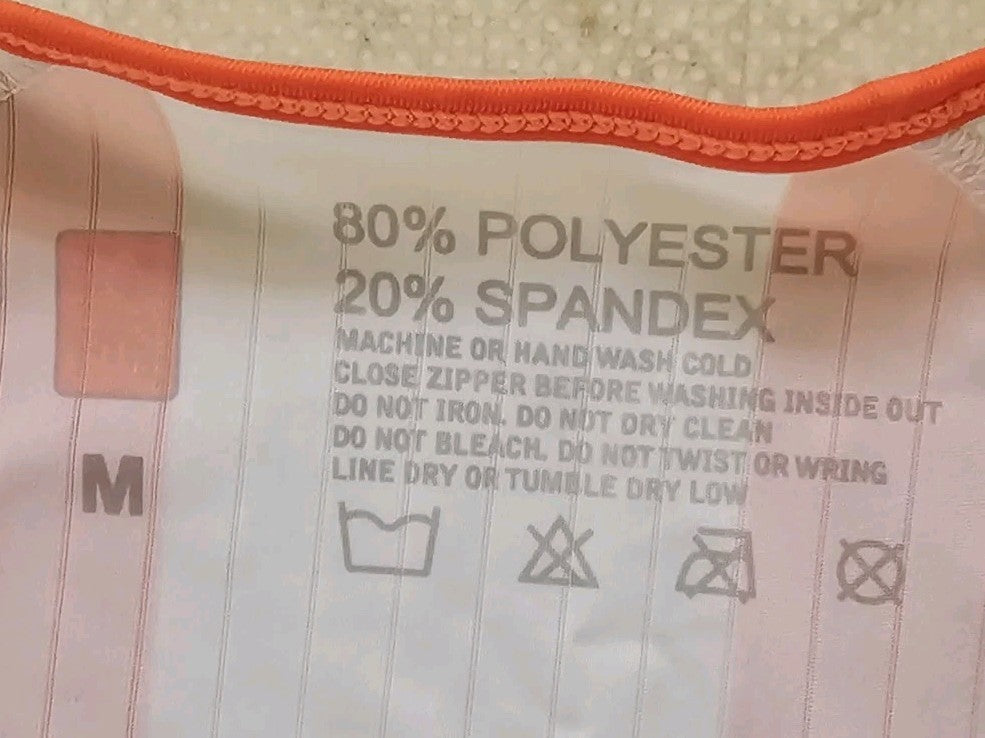 80% POLYESTER
20% SPANDEX
MACHINE OR HAND WASH COLD
CLOSE ZIPPER BEFORE WASHING INSIDE OUT
DO NOT IRON. DO NOT DRY CLEAN
DO NOT BLEACH. DO NOT TWIST OR WRING
LINE DRY OR TUMBLE DRY LOW
M